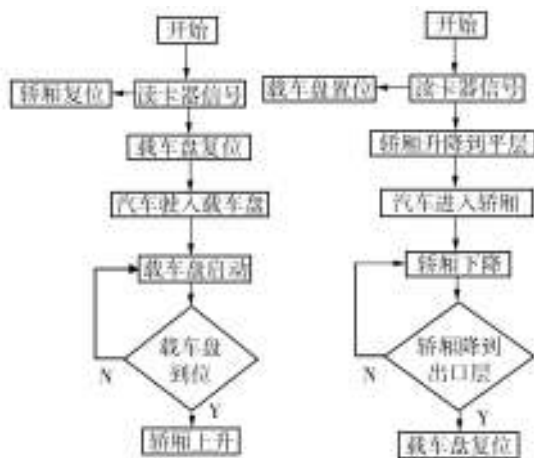 开始
轿厢复位
读卡器信号
载车盘复位
汽车驶入载车盘
载车盘启动
载车盘
到位
N
Y
轿厢上升
开始
载车盘置位
读卡器信号
轿厢升降到平层
汽车进入轿厢
轿厢下降
轿厢降到
出口层
N
Y
载车盘复位